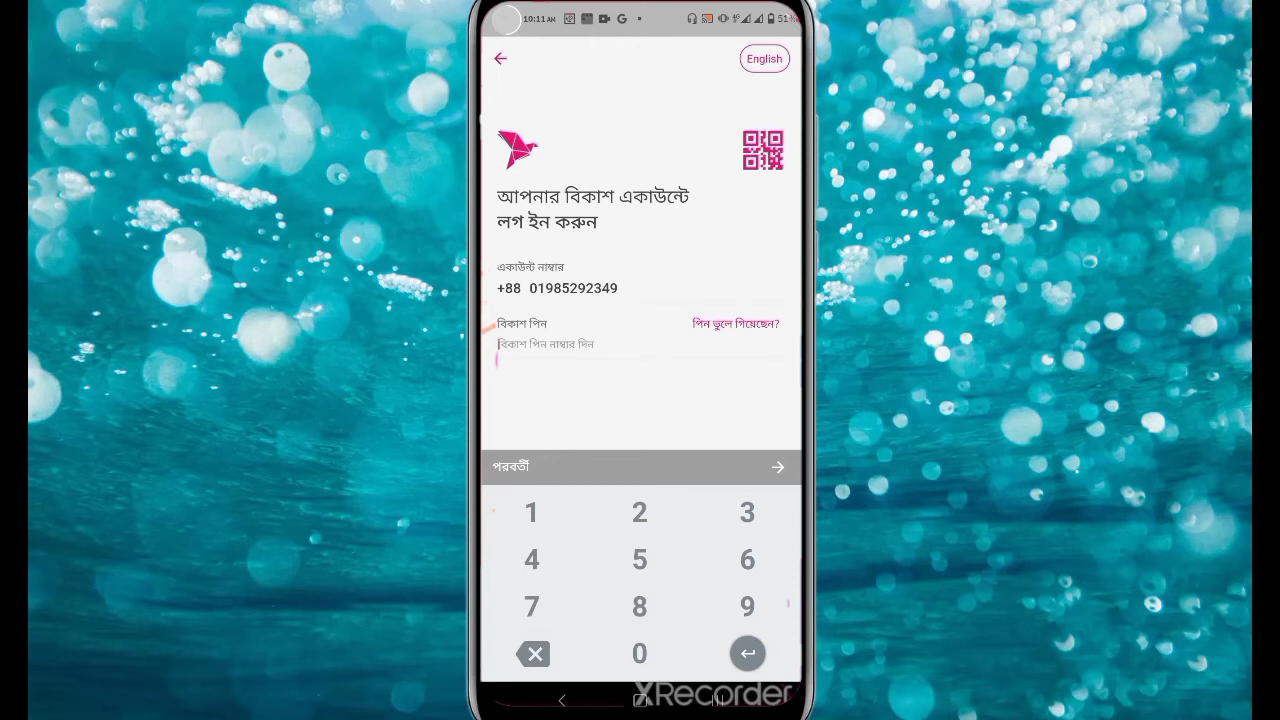 10:11 AM
51%
English
আপনার বিকাশ একাউন্টে
লগ ইন করুন
একাউন্ট নাম্বার
+88 01985292349
বিকাশ পিন
পিন ভুলে গিয়েছেন?
বিকাশ পিন নাম্বার দিন
পরবর্তী
1 2 3
4 5 6
7 8 9
0
XRecorder